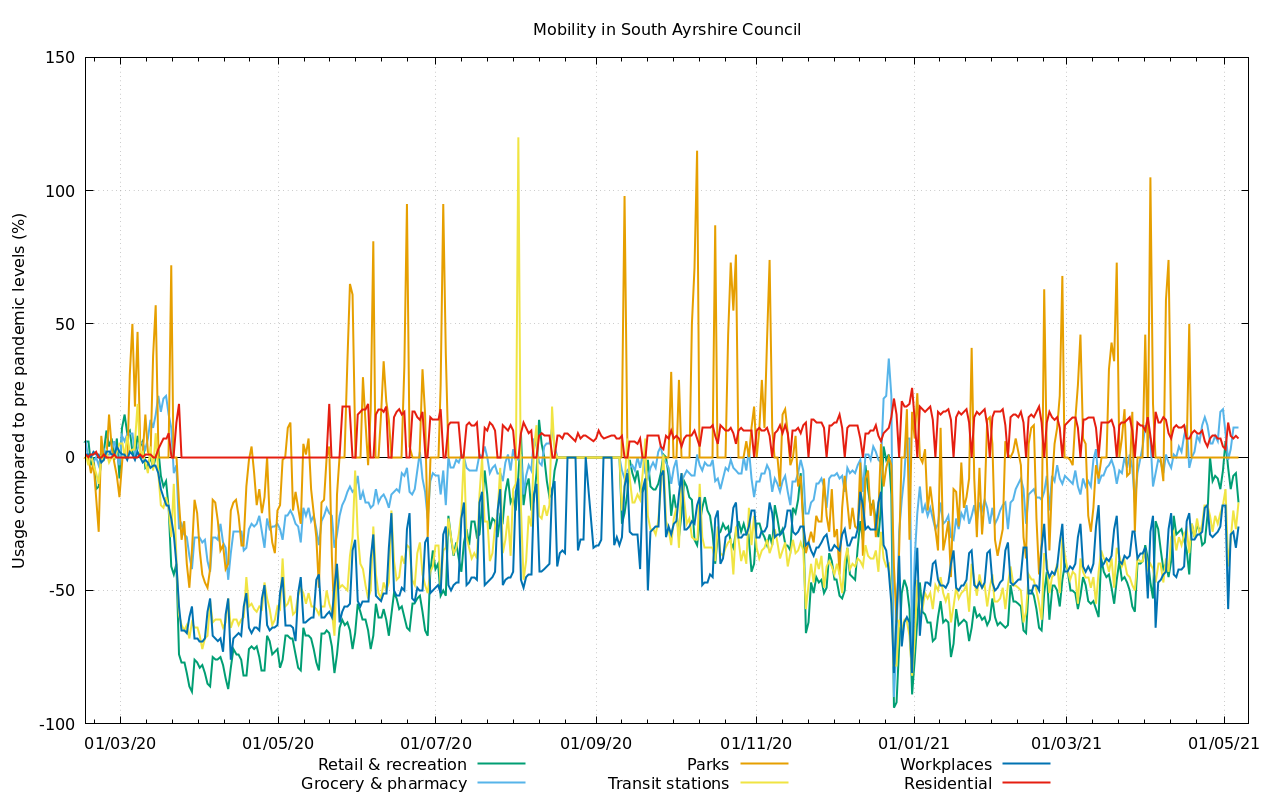 Mobility in South Ayrshire Council
Usage compared to pre pandemic levels (%)
150
100
50
0
-50
-100
01/03/20 01/05/20 01/07/20 01/09/20 01/11/20 01/01/21 01/03/21 01/05/21
Retail & recreation Parks Workplaces
Grocery & pharmacy Transit stations Residential